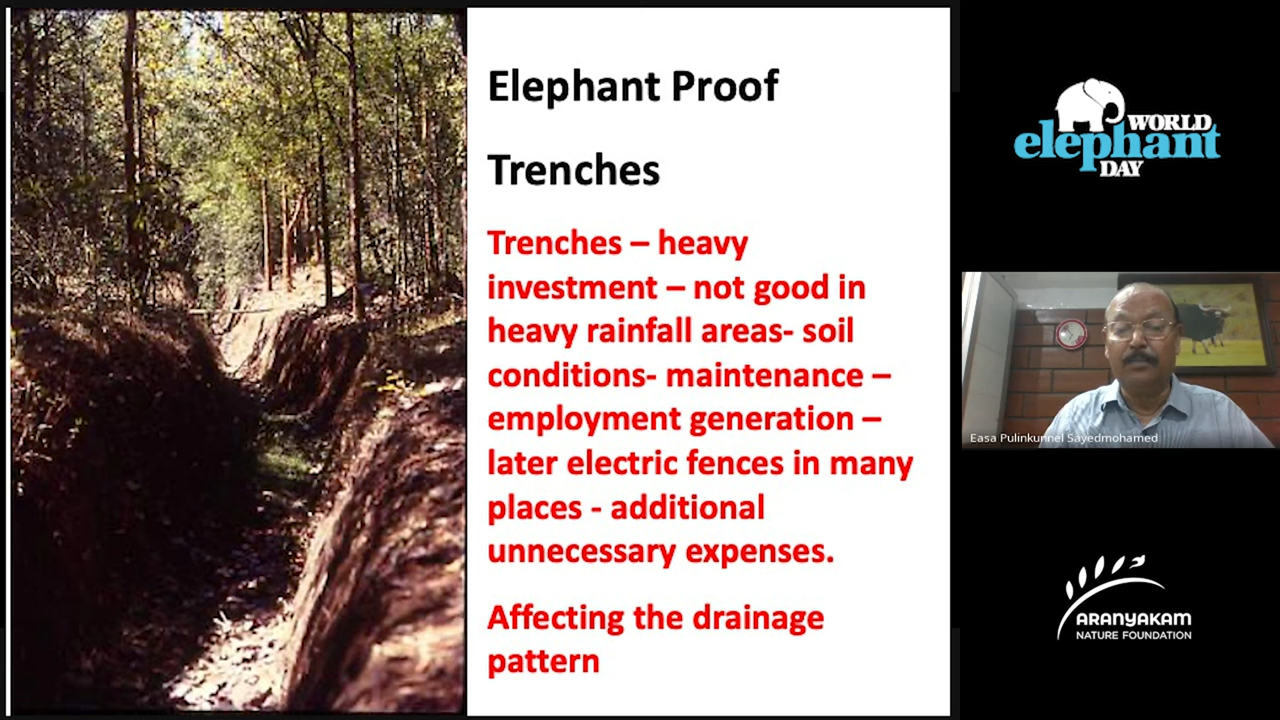 Elephant Proof
Trenches
Trenches – heavy
investment – not good in
heavy rainfall areas- soil
conditions- maintenance –
employment generation –
later electric fences in many
places - additional
unnecessary expenses.
Affecting the drainage
pattern
WORLD
elephant
DAY
Easa Pulinkunnel Sayedmohamed
ARANYAKAM
NATURE FOUNDATION